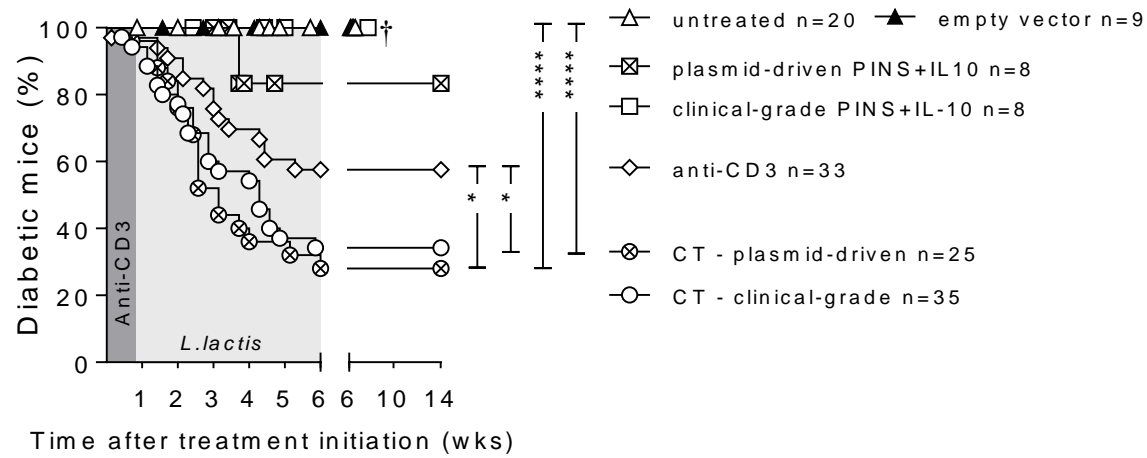 100
80
60
40
20
0
Diabetic mice (%)
Anti-CD3
L.lactis
†
1 2 3 4 5 6 6 10 14
Time after treatment initiation (wks)
*
*
****
****
untreated n=20
empty vector n=9
plasmid-driven PINS+IL10 n=8
clinical-grade PINS+IL-10 n=8
anti-CD3 n=33
CT - plasmid-driven n=25
CT - clinical-grade n=35